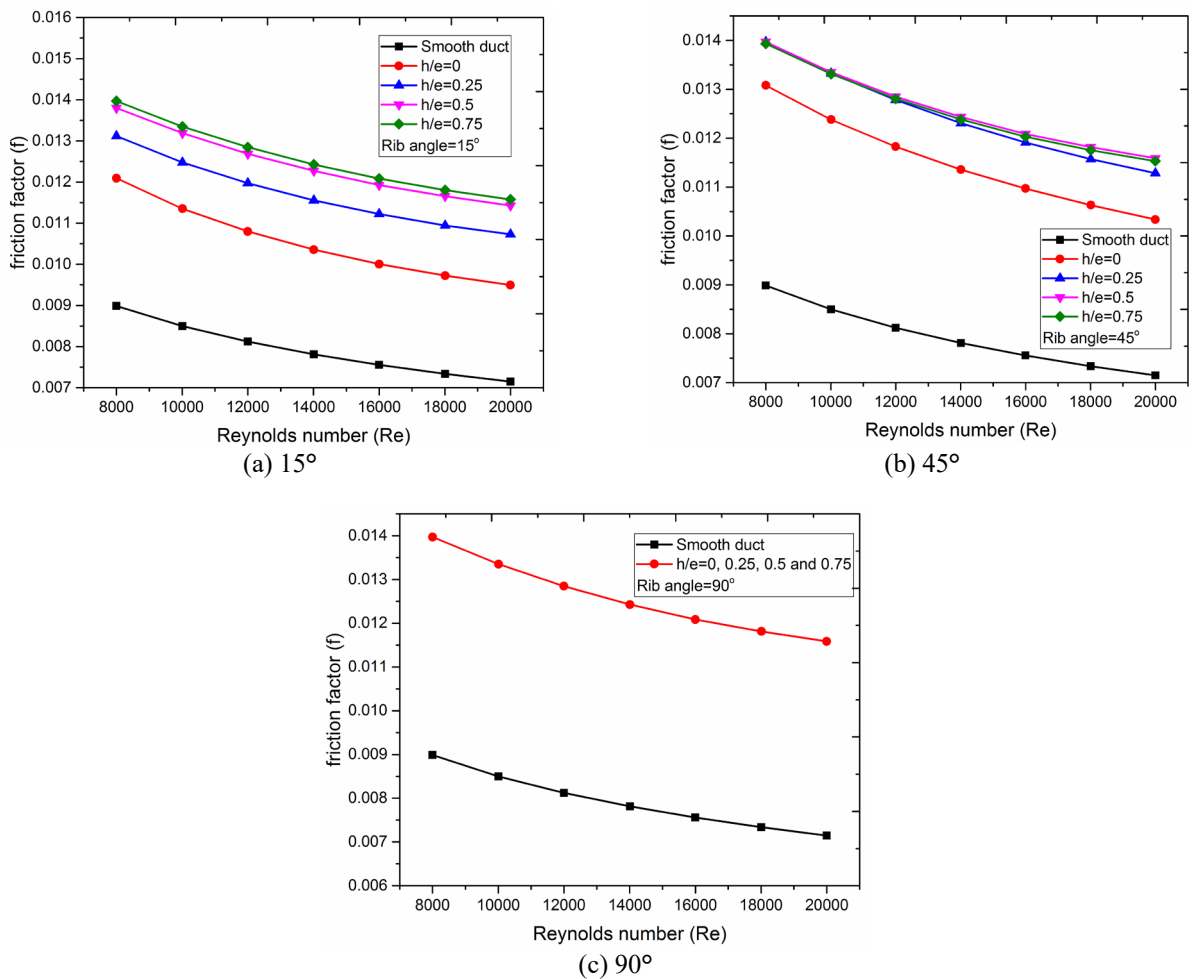 0.016
0.015
0.014
0.013
0.012
0.011
0.010
0.009
0.008
0.007
friction factor (f)
Smooth duct
h/e=0
h/e=0.25
h/e=0.5
h/e=0.75
Rib angle=15°
8000 10000 12000 14000 16000 18000 20000
Reynolds number (Re)
(a) 15°
0.014
0.013
0.012
0.011
0.010
0.009
0.008
0.007
friction factor (f)
Smooth duct
h/e=0
h/e=0.25
h/e=0.5
h/e=0.75
Rib angle=45°
8000 10000 12000 14000 16000 18000 20000
Reynolds number (Re)
(b) 45°
0.014
0.013
0.012
0.011
0.010
0.009
0.008
0.007
0.006
friction factor (f)
Smooth duct
h/e=0, 0.25, 0.5 and 0.75
Rib angle=90°
8000 10000 12000 14000 16000 18000 20000
Reynolds number (Re)
(c) 90°